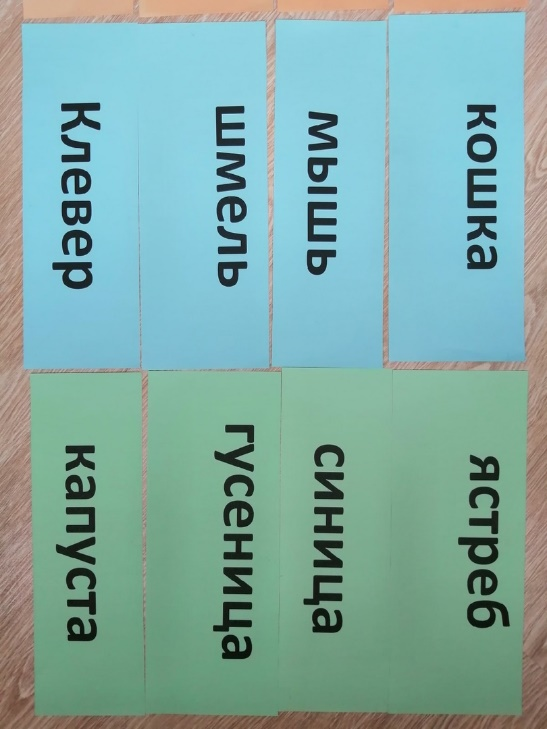 Клевер
шмель
мышь
кошка
капуста
гусеница
синица
ястреб